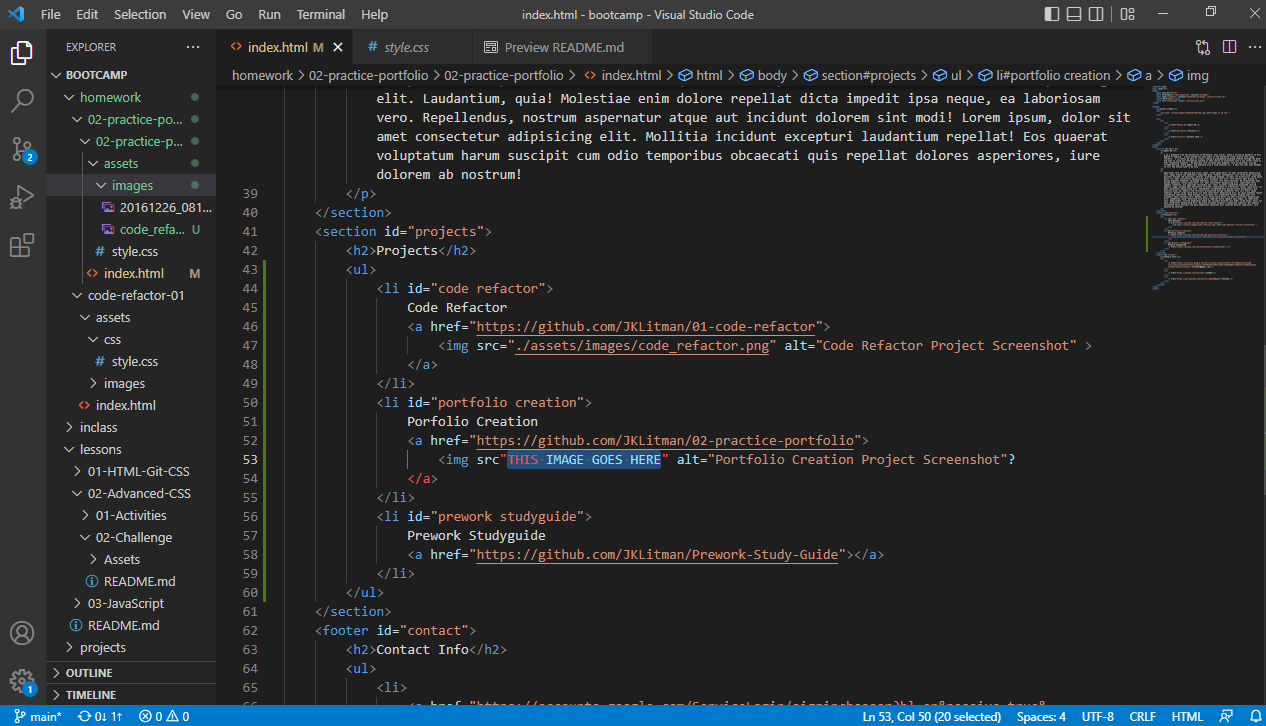 File Edit Selection View Go Run Terminal Help index.html - bootcamp - Visual Studio Code
EXPLORER ...
index.html M
style.css
Preview README.md
BOOTCAMP
homework
02-practice-po...
02-practice-p...
assets
images
20161226_081...
code_refa... U
style.css
index.html M
code-refactor-01
assets
css
style.css
images
index.html
inclass
lessons
01-HTML-Git-CSS
02-Advanced-CSS
01-Activities
02-Challenge
Assets
README.md
03-JavaScript
README.md
projects
OUTLINE
TIMELINE
2
1
homework > 02-practice-portfolio > 02-practice-portfolio > index.html > html > body > section#projects > ul > li#portfolio creation > a > img
elit. Laudantium, quia! Molestiae enim dolore repellat dicta impedit ipsa neque, ea laboriosam
vero. Repellendus, nostrum aspernatur atque aut incidunt dolorem sint modi! Lorem ipsum, dolor sit
amet consectetur adipisicing elit. Mollitia incidunt excepturi laudantium repellat! Eos quaerat
voluptatum harum suscipit cum odio temporibus obcaecati quis repellat dolores asperiores, iure
dolorem ab nostrum!
39 </p>
40 </section>
41 <section id="projects">
42 <h2>Projects</h2>
43 <ul>
44 <li id="code refactor">
45 Code Refactor
46 <a href="https://github.com/JKLitman/01-code-refactor">
47 <img src="./assets/images/code_refactor.png" alt="Code Refactor Project Screenshot" >
48 </a>
49 </li>
50 <li id="portfolio creation">
51 Porfolio Creation
52 <a href="https://github.com/JKLitman/02-practice-portfolio">
53 <img src"THIS IMAGE GOES HERE" alt="Portfolio Creation Project Screenshot"?
54 </a>
55 </li>
56 <li id="prework studyguide">
57 Prework Studyguide
58 <a href="https://github.com/JKLitman/Prework-Study-Guide"></a>
59 </li>
60 </ul>
61 </section>
62 <footer id="contact">
63 <h2>Contact Info</h2>
64 <ul>
65 <li>
main* 0↓ 1↑ 0 0 Ln 53, Col 50 (20 selected) Spaces: 4 UTF-8 CRLF HTML